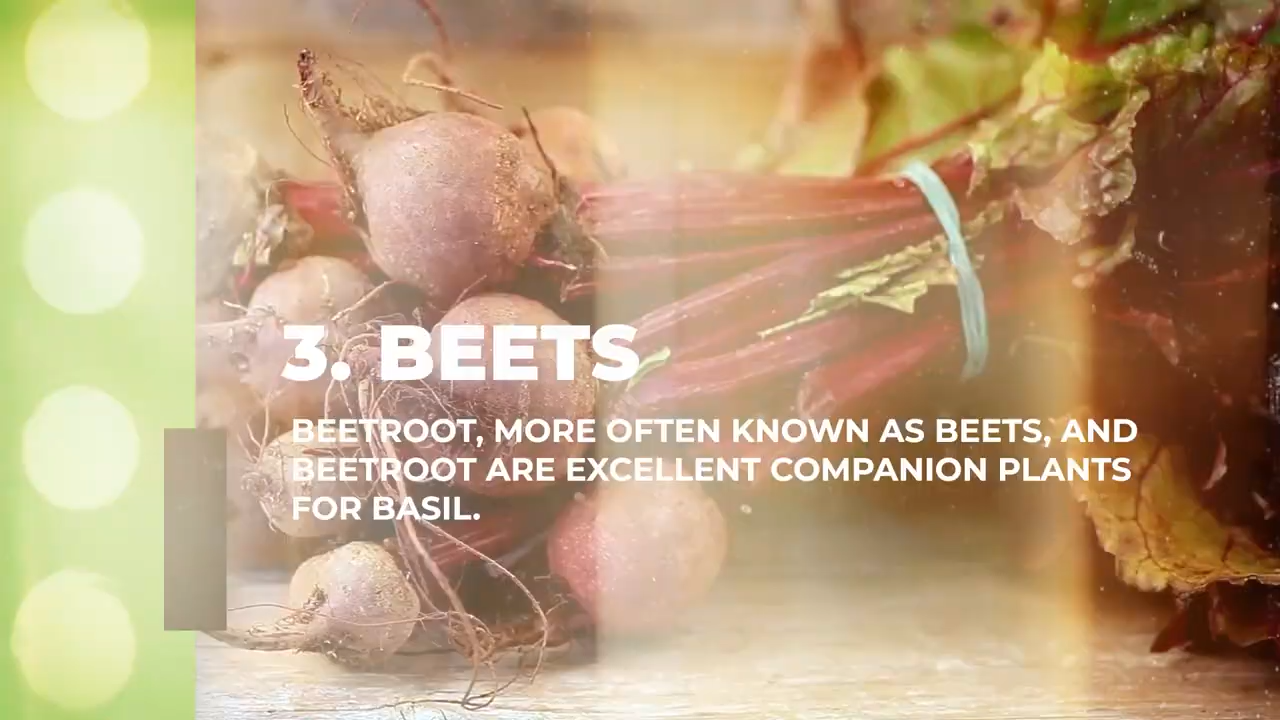 3. BEETS
BEETROOT, MORE OFTEN KNOWN AS BEETS, AND
BEETROOT ARE EXCELLENT COMPANION PLANTS
FOR BASIL.